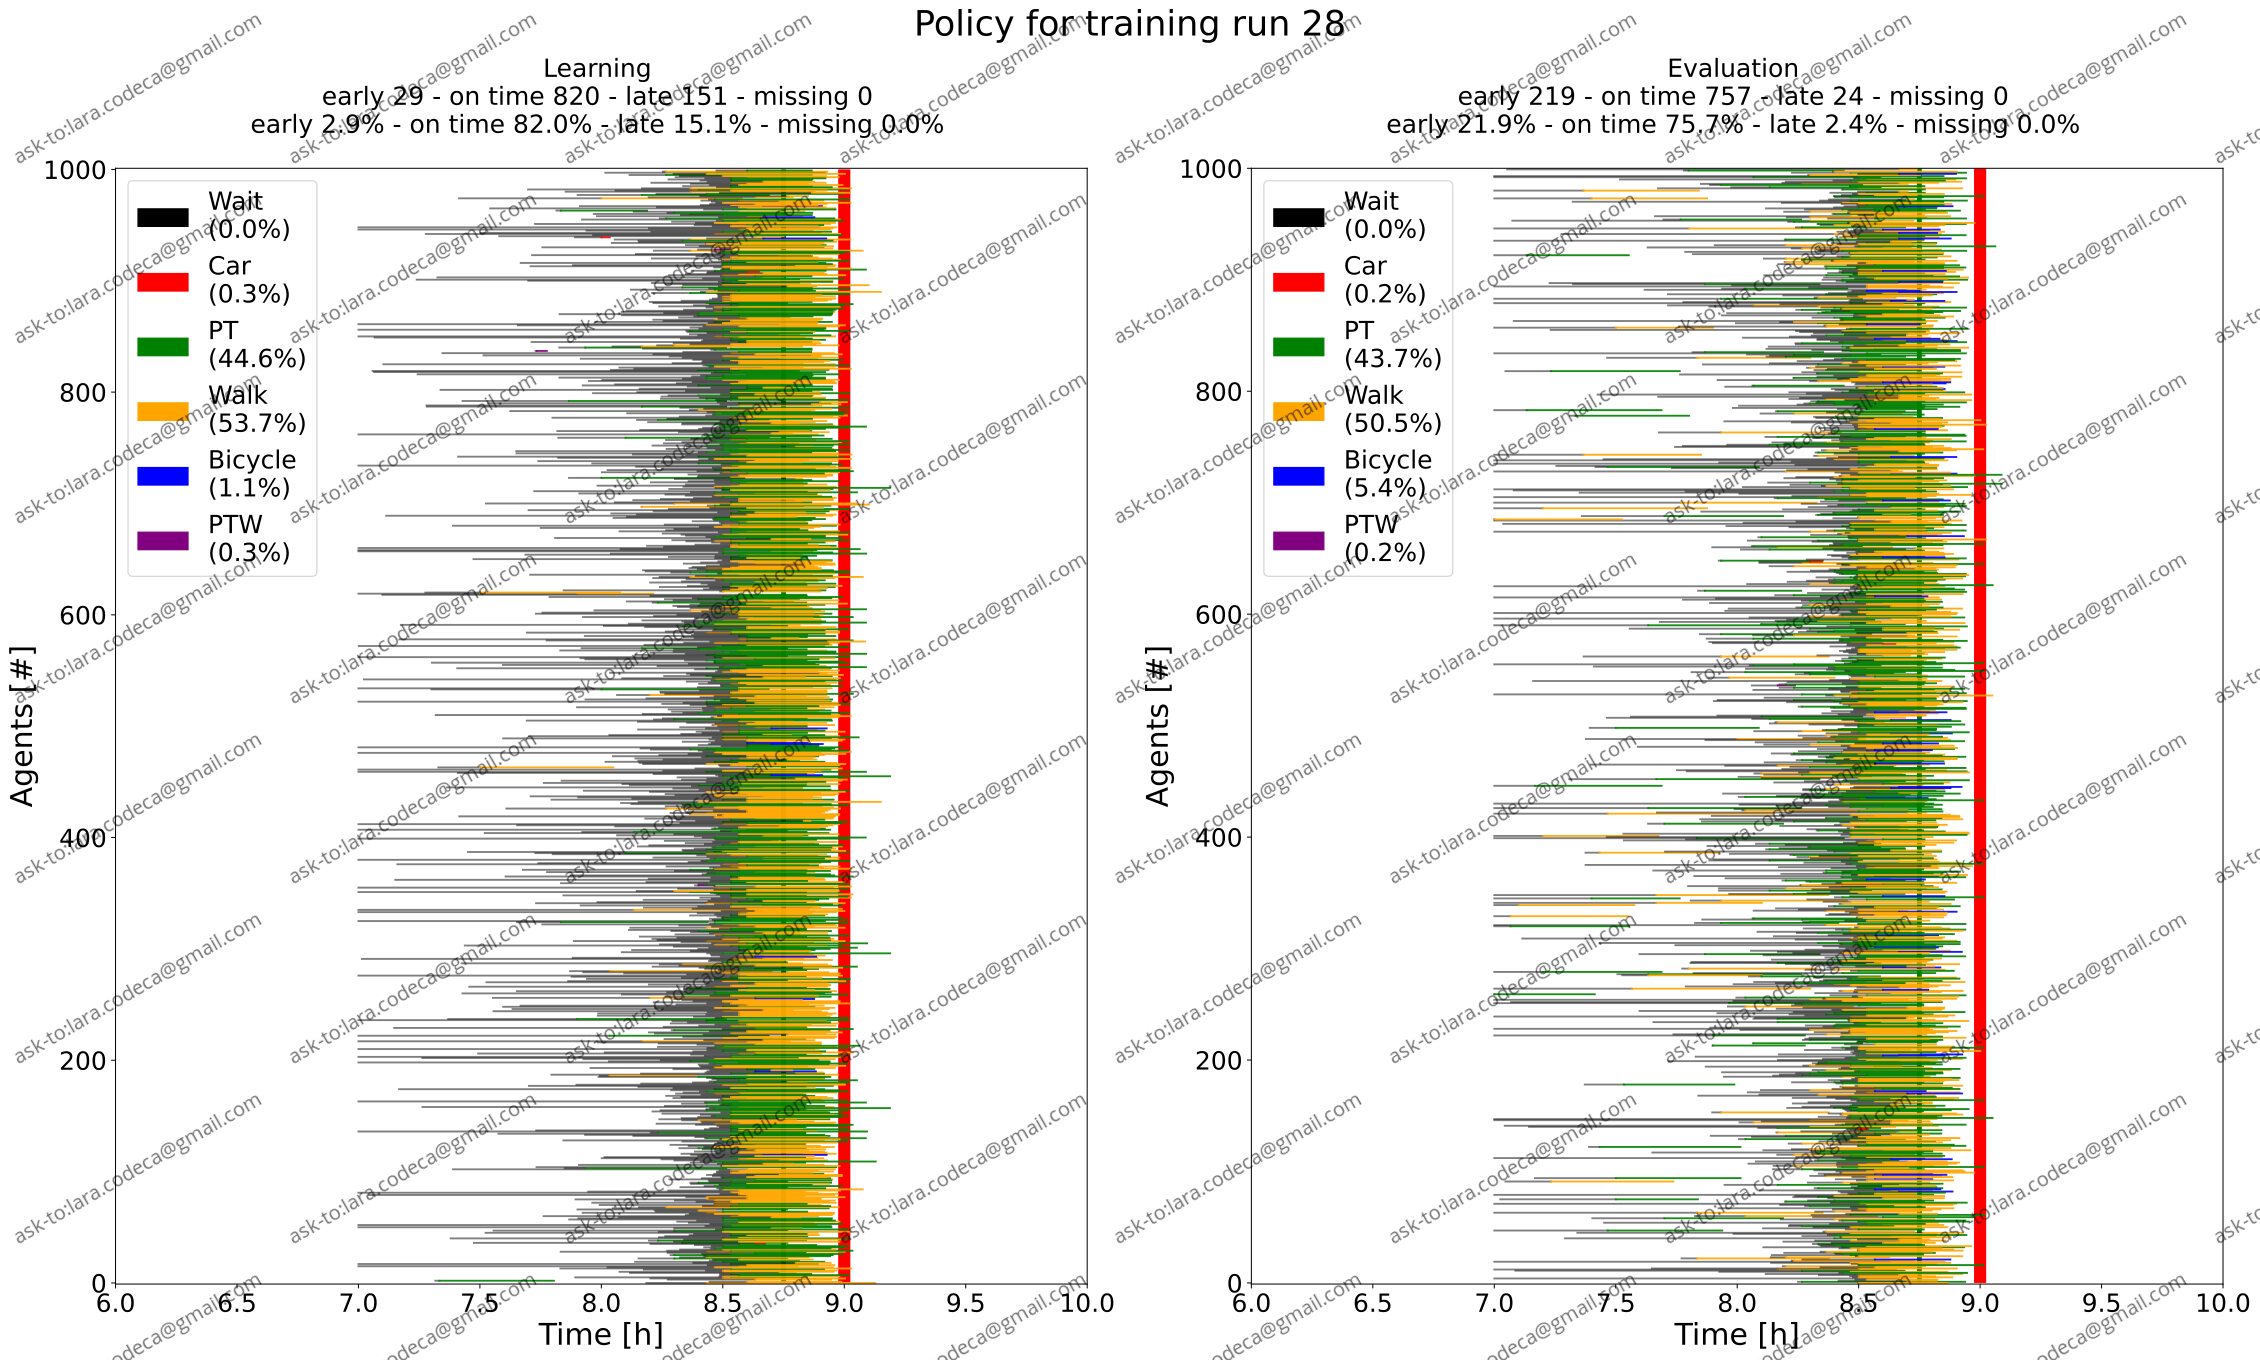 Policy for training run 28
Learning
early 29 - on time 820 - late 151 - missing 0
early 2.9% - on time 82.0% - late 15.1% - missing 0.0%
Wait
(0.0%)
Car
(0.3%)
PT
(44.6%)
Walk
(53.7%)
Bicycle
(1.1%)
PTW
(0.3%)
Agents [#]
1000
800
600
400
200
0
6.0 6.5 7.0 7.5 8.0 8.5 9.0 9.5 10.0
Time [h]
Evaluation
early 219 - on time 757 - late 24 - missing 0
early 21.9% - on time 75.7% - late 2.4% - missing 0.0%
Wait
(0.0%)
Car
(0.2%)
PT
(43.7%)
Walk
(50.5%)
Bicycle
(5.4%)
PTW
(0.2%)
Agents [#]
1000
800
600
400
200
0
6.0 6.5 7.0 7.5 8.0 8.5 9.0 9.5 10.0
Time [h]
ask-to:lara.codeca@gmail.com